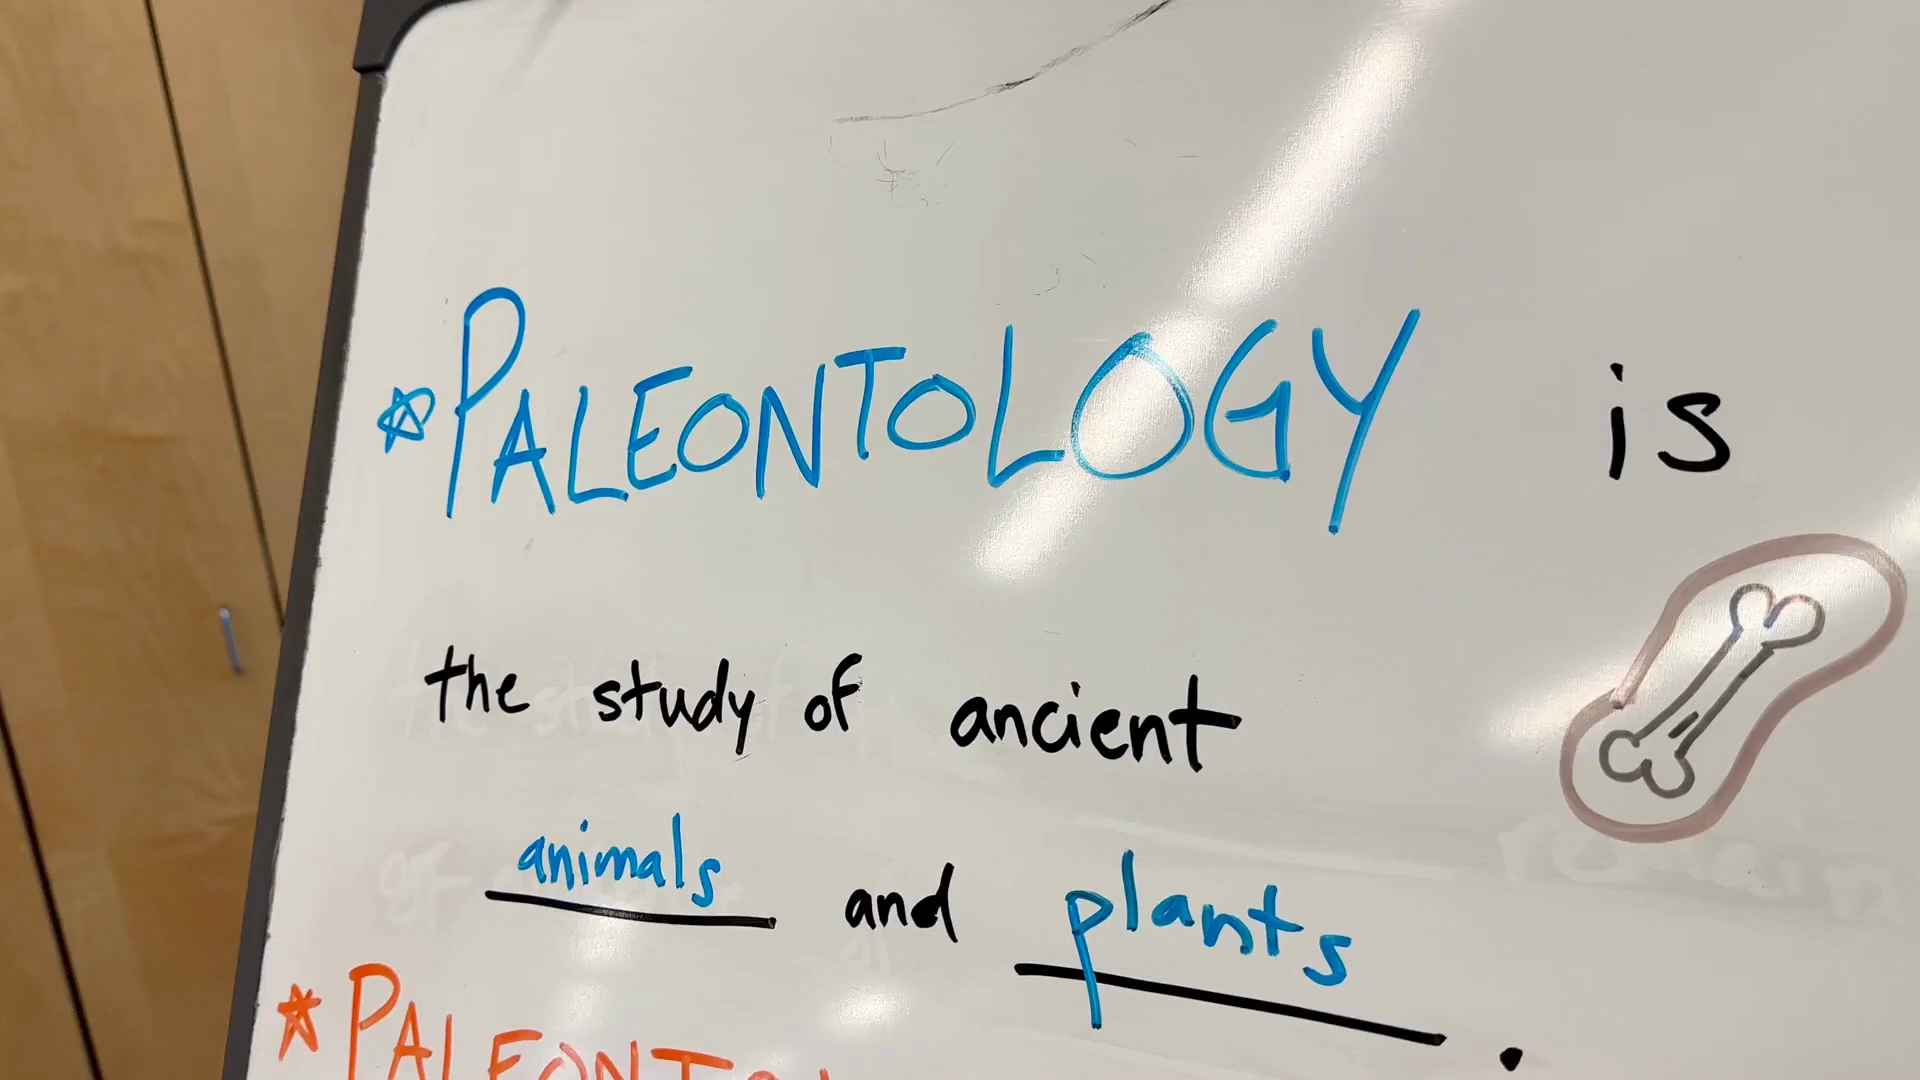 PALEONTOLOGY is
the study of ancient
animals and plants.